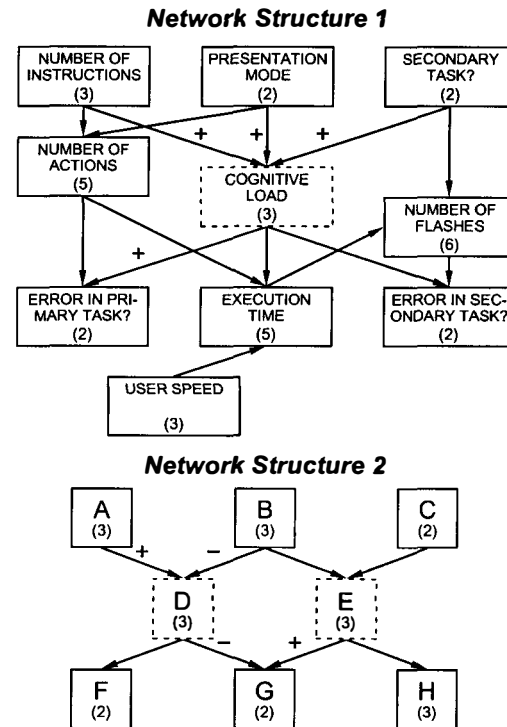 Network Structure 1
NUMBER OF
INSTRUCTIONS
(3)
PRESENTATION
MODE
(2)
SECONDARY
TASK?
(2)
+
+
+
NUMBER OF
ACTIONS
(5)
COGNITIVE
LOAD
(3)
NUMBER OF
FLASHES
(6)
+
ERROR IN PRI-
MARY TASK?
(2)
EXECUTION
TIME
(5)
ERROR IN SEC-
ONDARY TASK?
(2)
USER SPEED
(3)
Network Structure 2
A
(3)
B
(3)
C
(2)
+
−
D
(3)
E
(3)
−
+
F
(2)
G
(2)
H
(3)